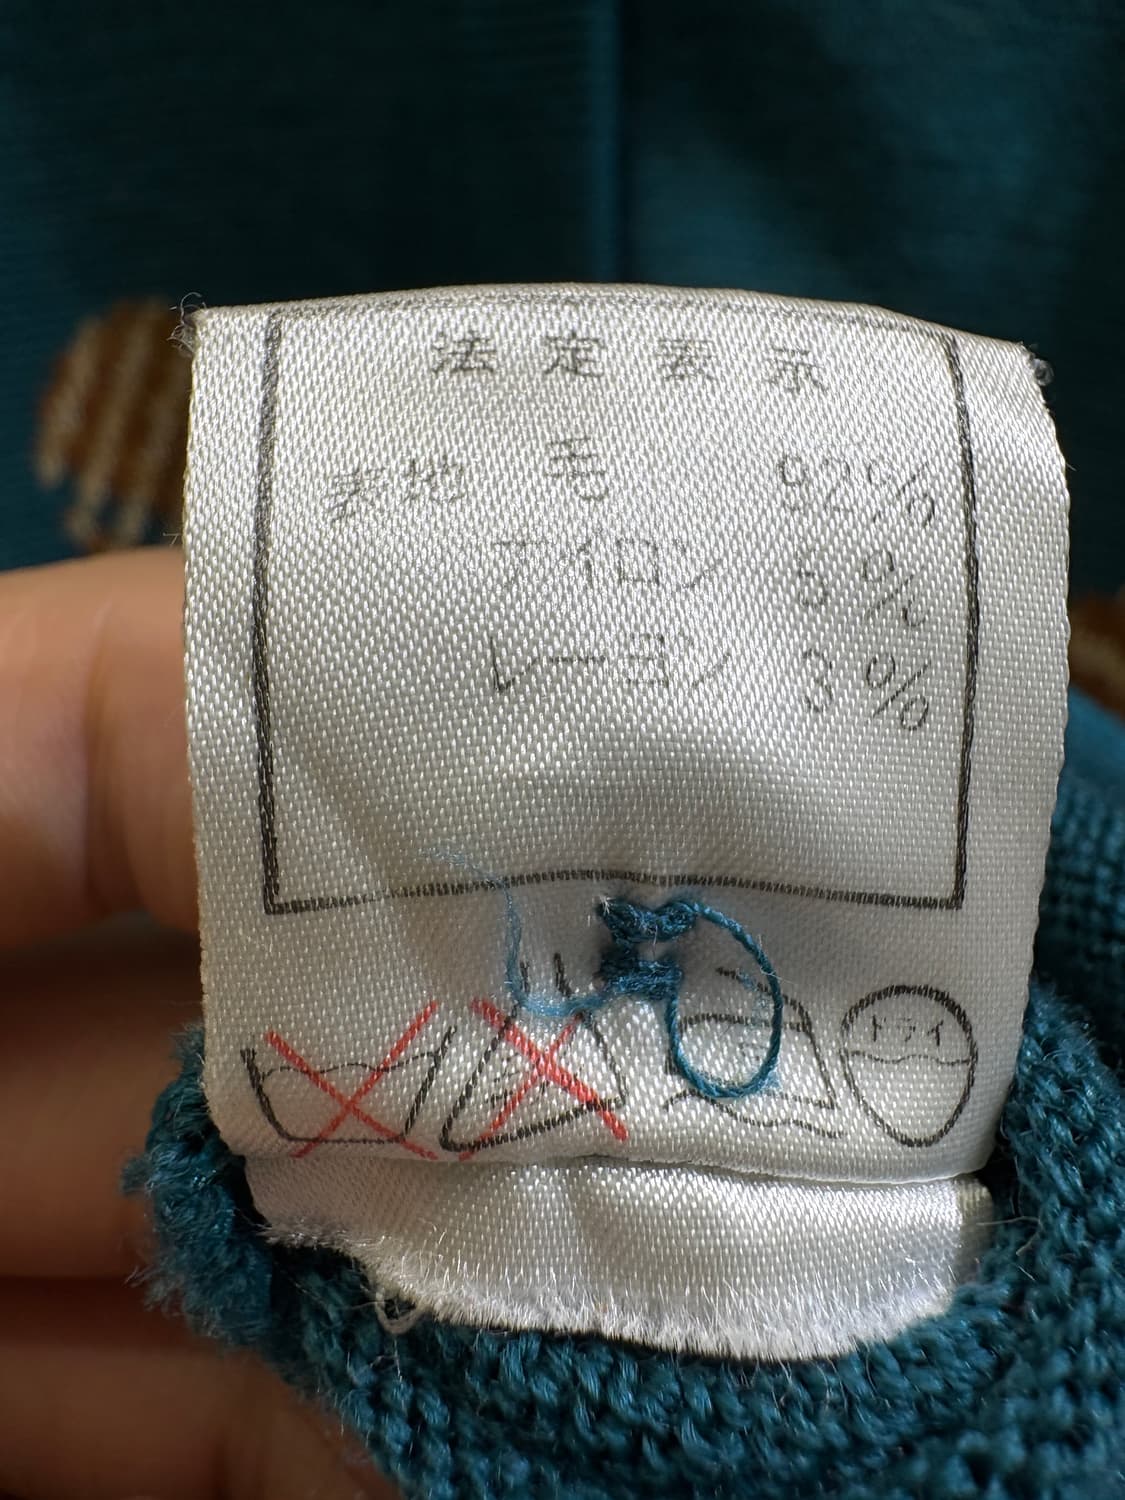 法定表示
表地 毛 92%
ナイロン 5%
レーヨン 3%
ドライ